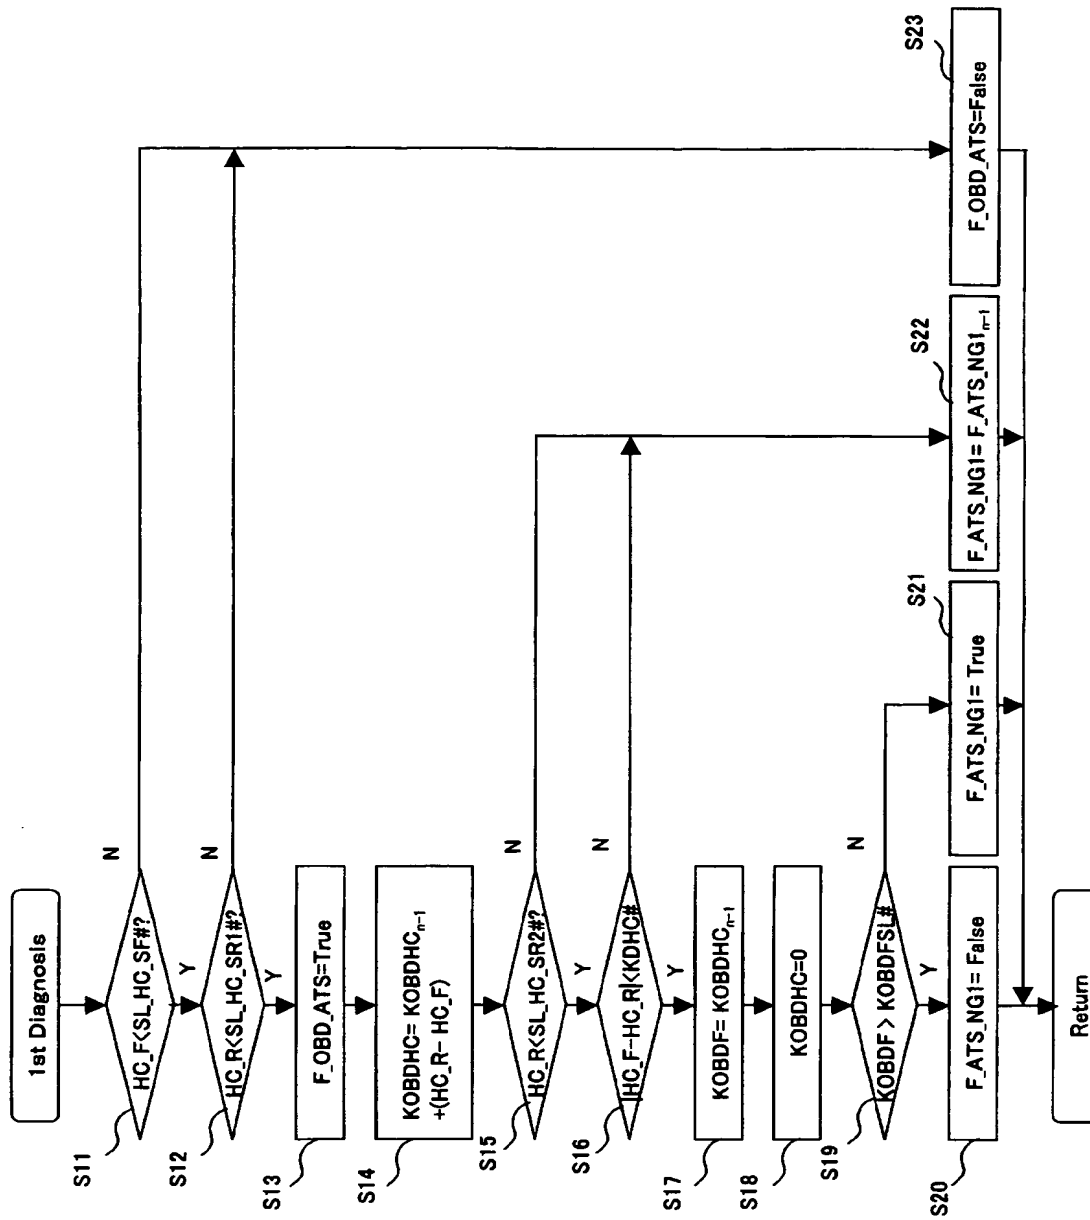 1st Diagnosis
S11
HC_F<SL_HC_SF#?
N
Y
S12
HC_R<SL_HC_SR1#?
N
Y
S13
F_OBD_ATS=True
S14
KOBDHC= KOBDHCn-1
+(HC_R- HC_F)
S15
HC_R<SL_HC_SR2#?
N
Y
S16
|HC_F-HC_R|<KDHC#
N
Y
S17
KOBDF= KOBDHCn-1
S18
KOBDHC=0
S19
KOBDF > KOBDFSL#
N
Y
S20
F_ATS_NG1= False
S21
F_ATS_NG1= True
S22
F_ATS_NG1= F_ATS_NG1n-1
S23
F_OBD_ATS=False
Return